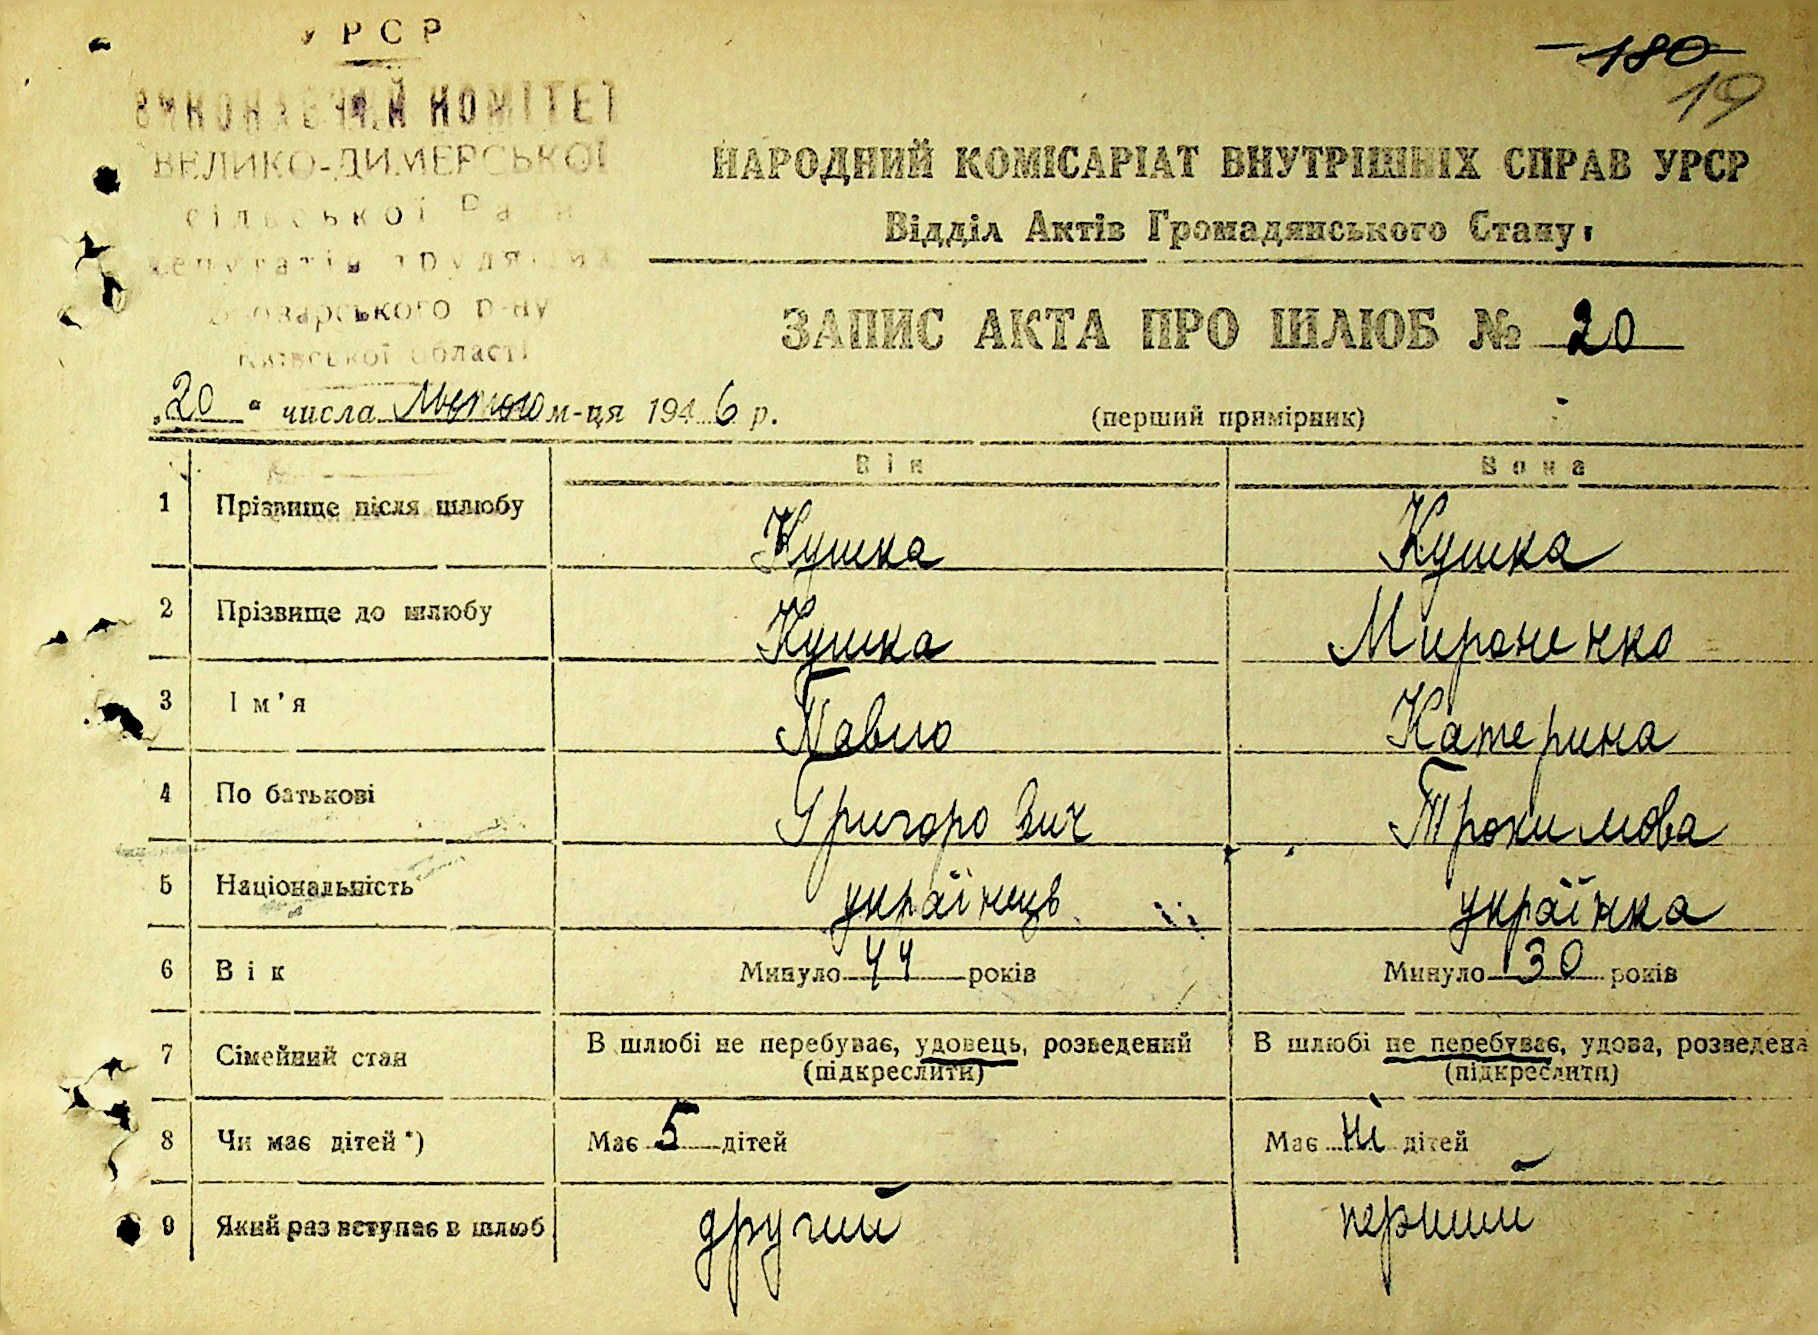 УРСР
ВИКОНАВЧИЙ КОМІТЕТ
ВЕЛИКО-ДИМЕРСЬКОЇ
сільської Ради
депутатів трудящих
Броварського р-ну
Київської області
180
19
НАРОДНИЙ КОМІСАРІАТ ВНУТРІШНІХ СПРАВ УРСР
Відділ Актів Громадянського Стану
ЗАПИС АКТА ПРО ШЛЮБ № 20
„20" числа Лютого м-ця 1946 р. (перший примірник)
Він Вона
1 Прізвище після шлюбу Кушка Кушка
2 Прізвище до шлюбу Кушка Мироненко
3 Ім'я Павло Катерина
4 По батькові Григорович Трохимова
5 Національність українець українка
6 Вік Минуло 44 років Минуло 30 років
7 Сімейний стан В шлюбі не перебуває, удовець, розведений В шлюбі не перебуває, удова, розведена
(підкреслити) (підкреслити)
8 Чи має дітей*) Має 5 дітей Має ні дітей
9 Який раз вступає в шлюб другий перший